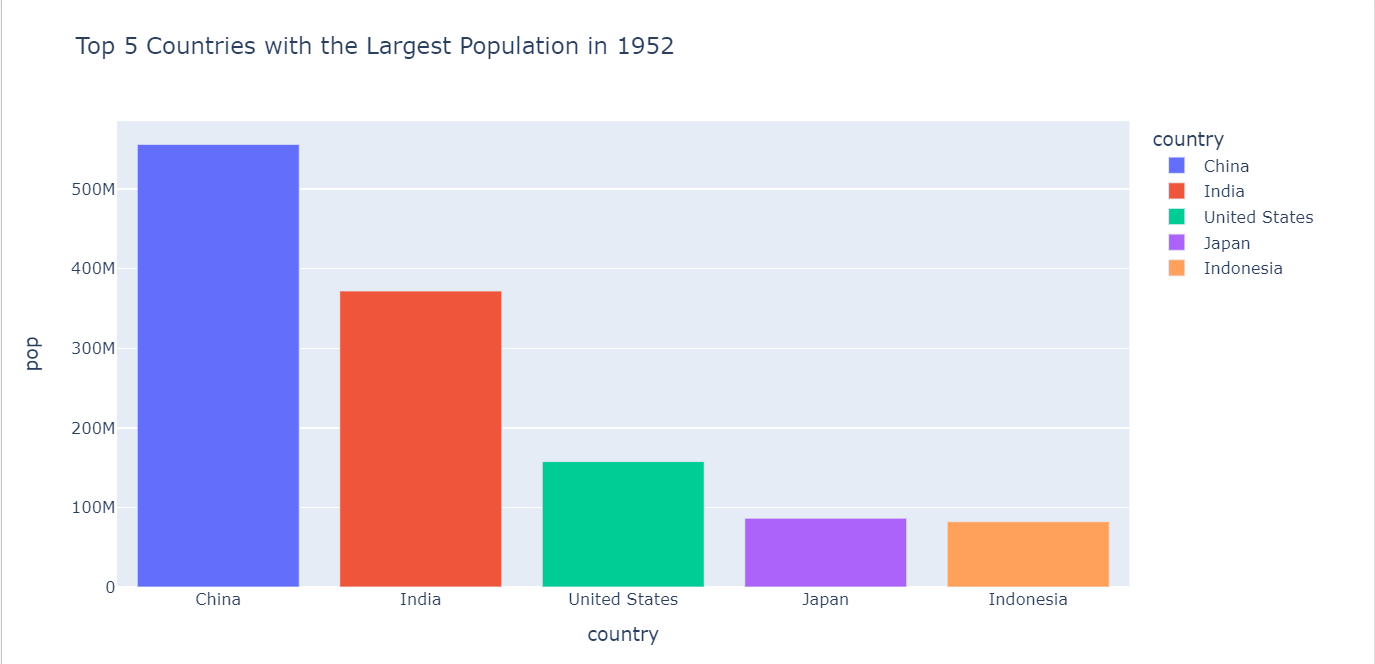 Top 5 Countries with the Largest Population in 1952
pop
500M
400M
300M
200M
100M
0
China India United States Japan Indonesia
country
country
China
India
United States
Japan
Indonesia